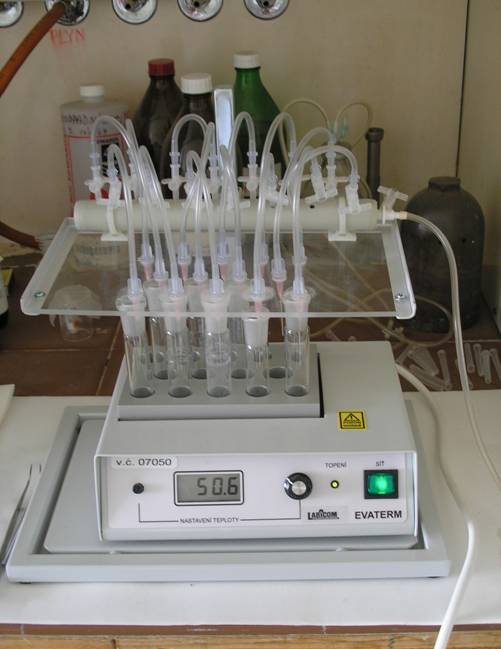 PLYN
v.č. 07050
50.6
TOPENÍ
SÍŤ
NASTAVENÍ TEPLOTY
LABICOM
EVATERM